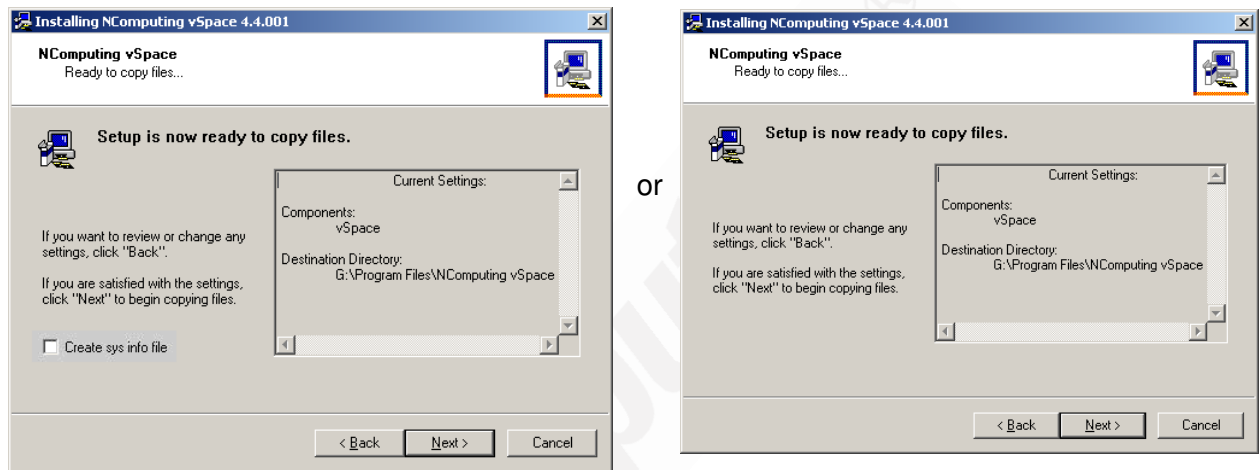 Installing NComputing vSpace 4.4.001
NComputing vSpace
Ready to copy files...
Setup is now ready to copy files.
Current Settings:
Components:
vSpace
Destination Directory:
G:\Program Files\NComputing vSpace
If you want to review or change any
settings, click "Back".
If you are satisfied with the settings,
click "Next" to begin copying files.
Create sys info file
< Back
Next >
Cancel
or
Installing NComputing vSpace 4.4.001
NComputing vSpace
Ready to copy files...
Setup is now ready to copy files.
Current Settings:
Components:
vSpace
Destination Directory:
G:\Program Files\NComputing vSpace
If you want to review or change any
settings, click "Back".
If you are satisfied with the settings,
click "Next" to begin copying files.
< Back
Next >
Cancel